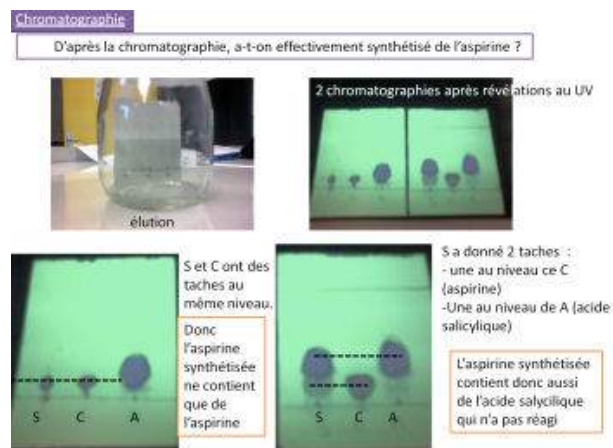 Chromatographie
D'après la chromatographie, a-t-on effectivement synthétisé de l'aspirine ?
2 chromatographies après révélations au UV
élution
S et C ont des
taches au
même niveau.
Donc
l'aspirine
synthétisée
ne contient
que de
l'aspirine
S C A
S C A
S a donné 2 taches :
- une au niveau ce C
(aspirine)
-Une au niveau de A (acide
salicylique)
L'aspirine synthétisée
contient donc aussi
de l'acide salycilique
qui n'a pas réagi